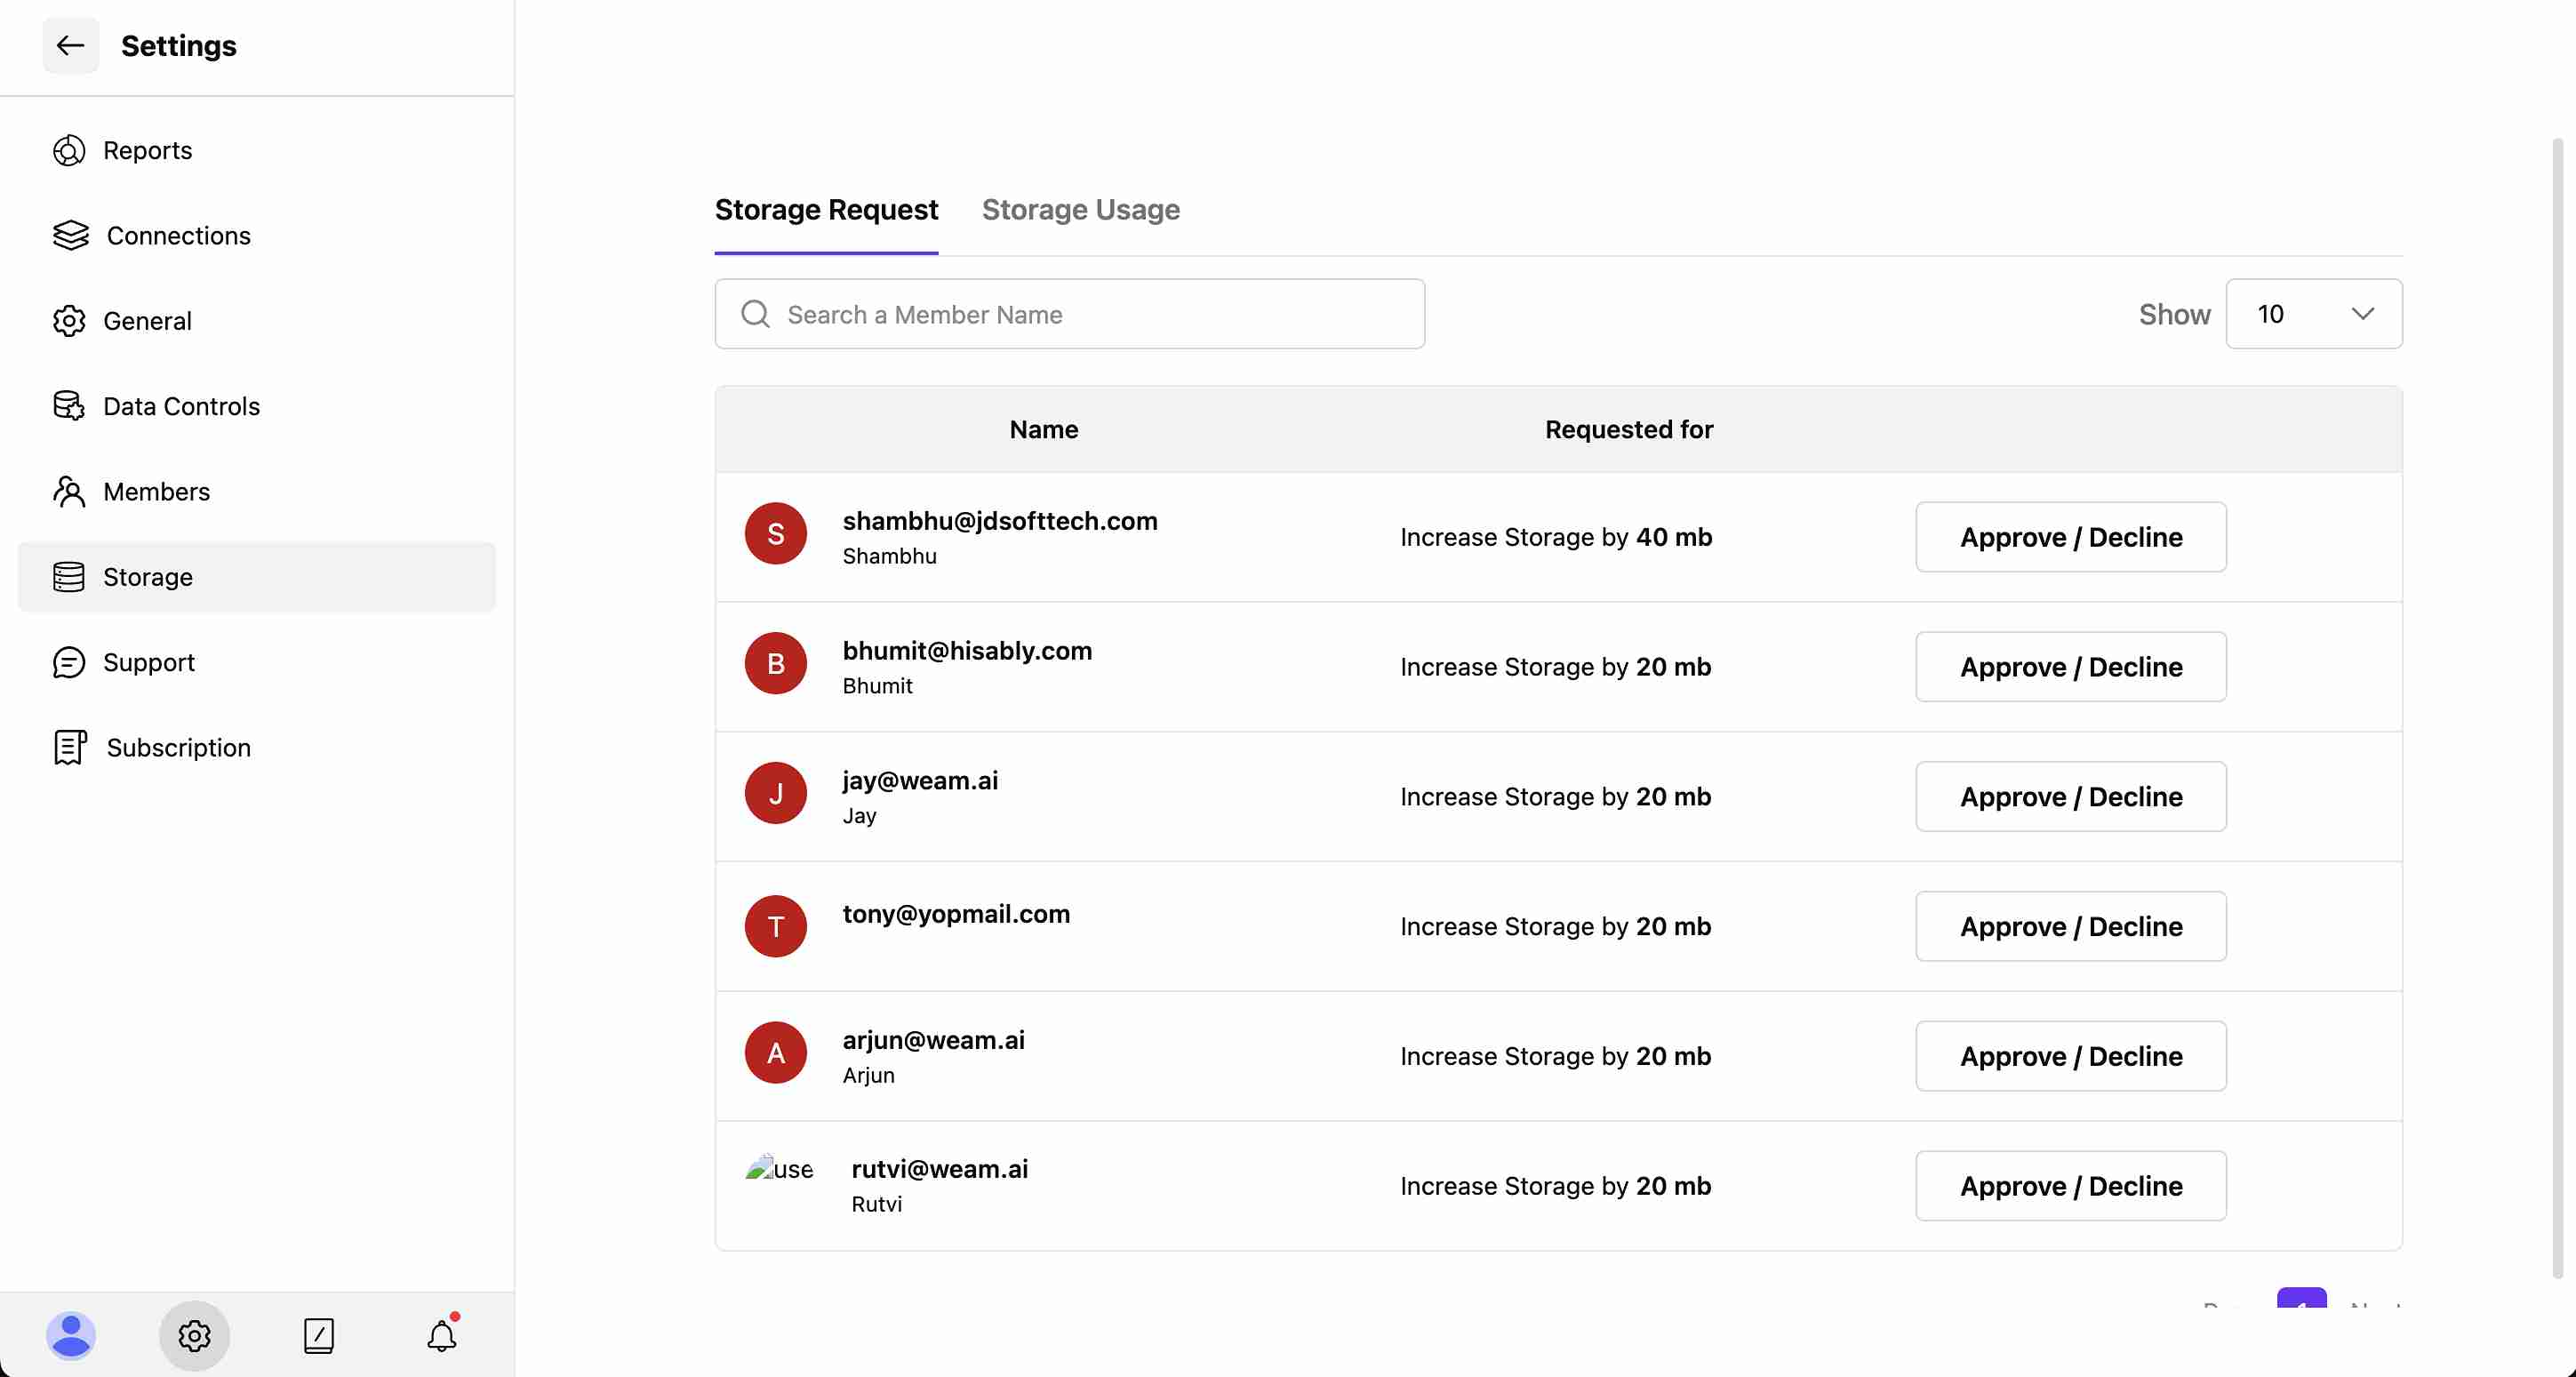 Settings
Reports
Connections
General
Data Controls
Members
Storage
Support
Subscription
Storage Request
Storage Usage
Search a Member Name
Show
10
Name
Requested for
S
shambhu@jdsofttech.com
Shambhu
Increase Storage by 40 mb
Approve / Decline
B
bhumit@hisably.com
Bhumit
Increase Storage by 20 mb
Approve / Decline
J
jay@weam.ai
Jay
Increase Storage by 20 mb
Approve / Decline
T
tony@yopmail.com
Increase Storage by 20 mb
Approve / Decline
A
arjun@weam.ai
Arjun
Increase Storage by 20 mb
Approve / Decline
use
rutvi@weam.ai
Rutvi
Increase Storage by 20 mb
Approve / Decline